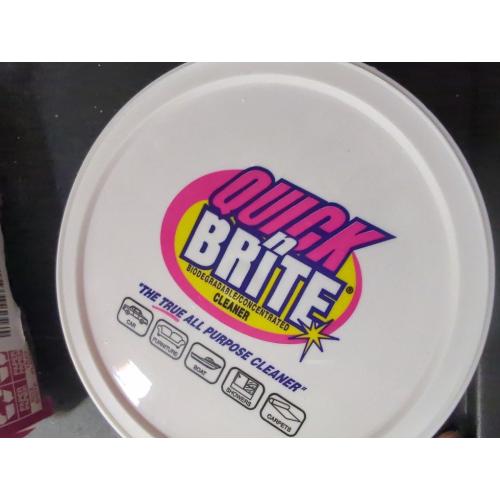 QUICK
n
BRITE®
BIODEGRADABLE/CONCENTRATED
CLEANER
"THE TRUE ALL PURPOSE CLEANER"
CAR
FURNITURE
BOAT
SHOWERS
CARPETS